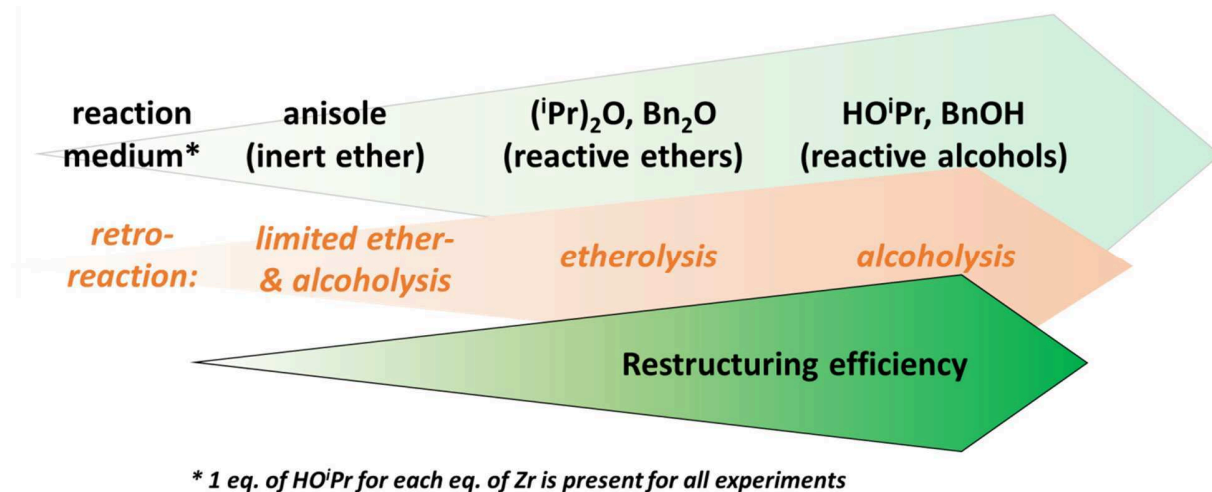 reaction medium*
anisole (inert ether)
(ⁱPr)₂O, Bn₂O (reactive ethers)
HOⁱPr, BnOH (reactive alcohols)
retro-reaction:
limited ether- & alcoholysis
etherolysis
alcoholysis
Restructuring efficiency
* 1 eq. of HOⁱPr for each eq. of Zr is present for all experiments